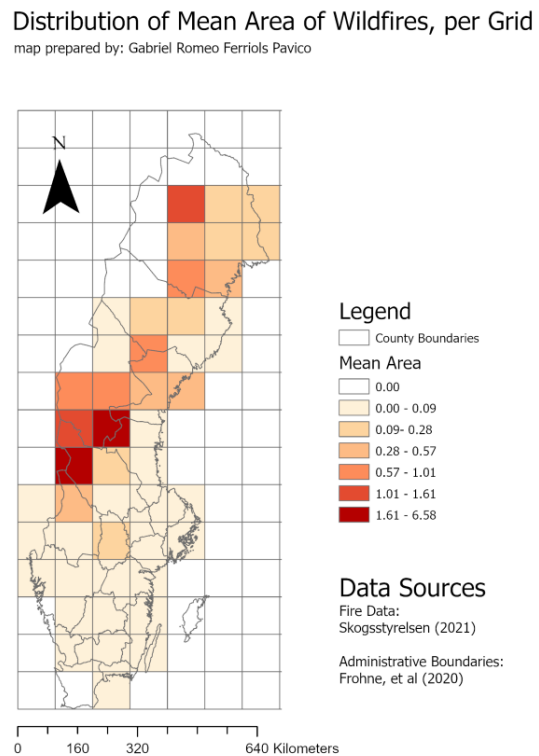 Distribution of Mean Area of Wildfires, per Grid
map prepared by: Gabriel Romeo Ferriols Pavico
N
Legend
County Boundaries
Mean Area
0.00
0.00 - 0.09
0.09- 0.28
0.28 - 0.57
0.57 - 1.01
1.01 - 1.61
1.61 - 6.58
Data Sources
Fire Data:
Skogsstyrelsen (2021)
Administrative Boundaries:
Frohne, et al (2020)
0 160 320 640 Kilometers